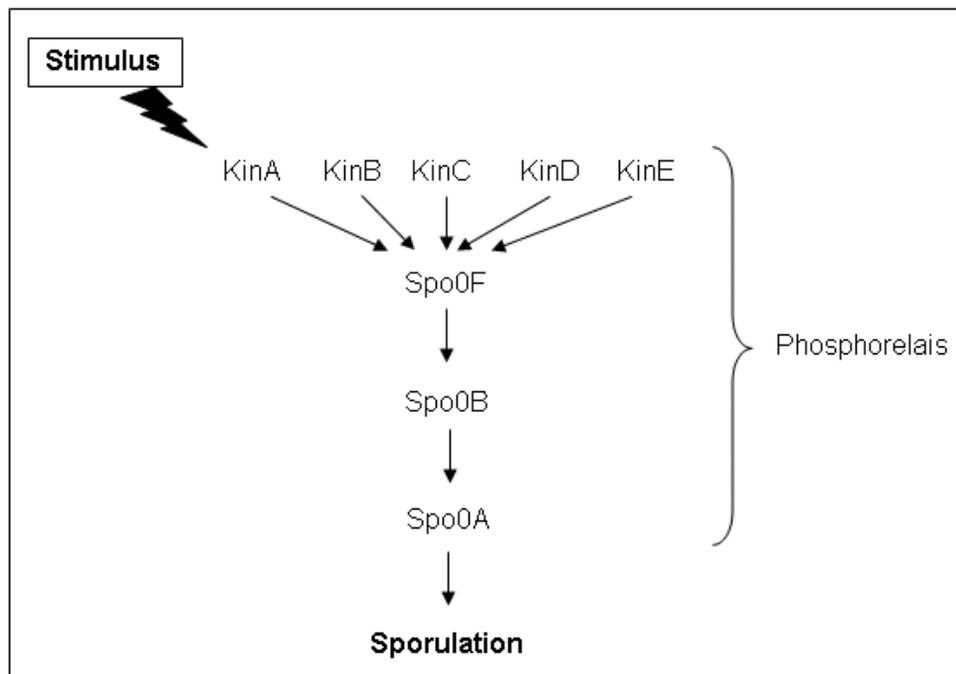 Stimulus
KinA KinB KinC KinD KinE
Spo0F
Phosphorelais
Spo0B
Spo0A
Sporulation